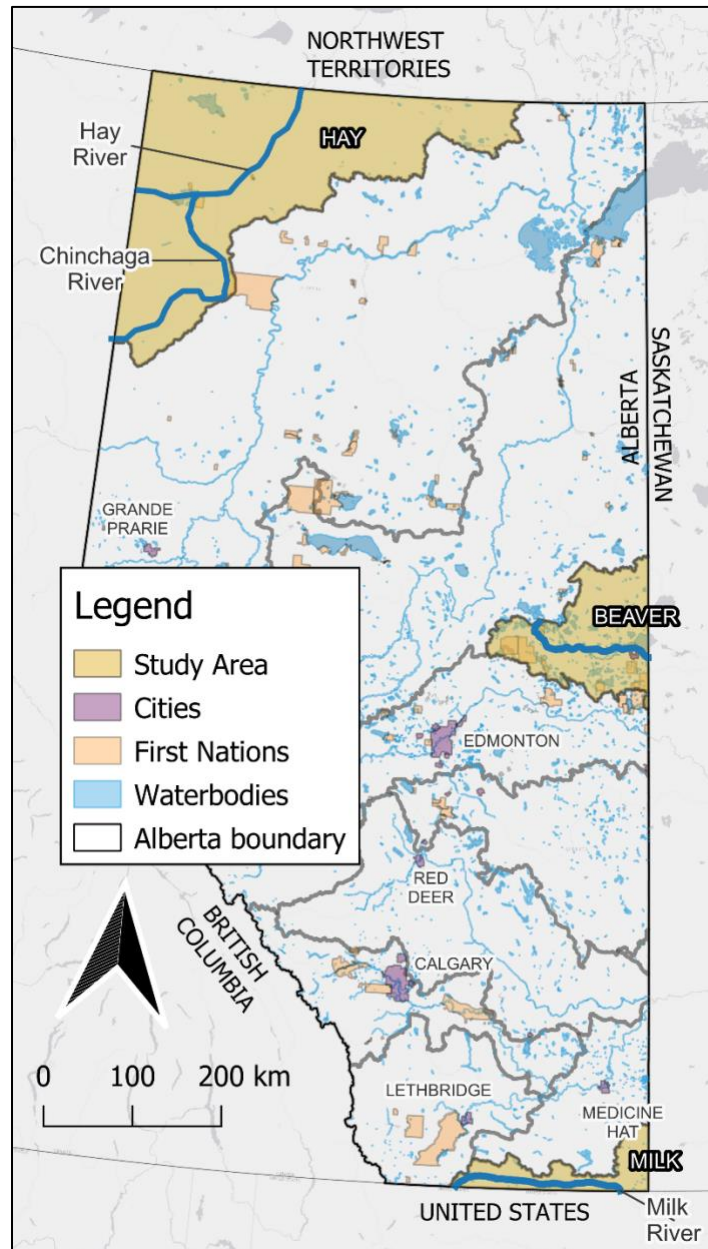 NORTHWEST
TERRITORIES
Hay
River
HAY
Chinchaga
River
SASKATCHEWAN
ALBERTA
GRANDE
PRARIE
Legend
Study Area
Cities
First Nations
Waterbodies
Alberta boundary
BEAVER
EDMONTON
RED
DEER
BRITISH
COLUMBIA
CALGARY
0 100 200 km
LETHBRIDGE
MEDICINE
HAT
MILK
UNITED STATES
Milk
River